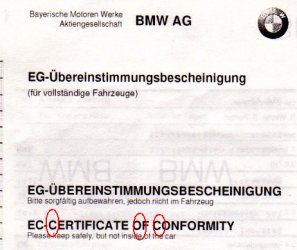 Bayerische Motoren Werke
Aktiengesellschaft
BMW AG
EG-Übereinstimmungsbescheinigung
(für vollständige Fahrzeuge)
EG-ÜBEREINSTIMMUNGSBESCHEINIGUNG
Bitte sorgfältig aufbewahren, jedoch nicht im Fahrzeug
EC-CERTIFICATE OF CONFORMITY
Please keep safely, but not inside of the car